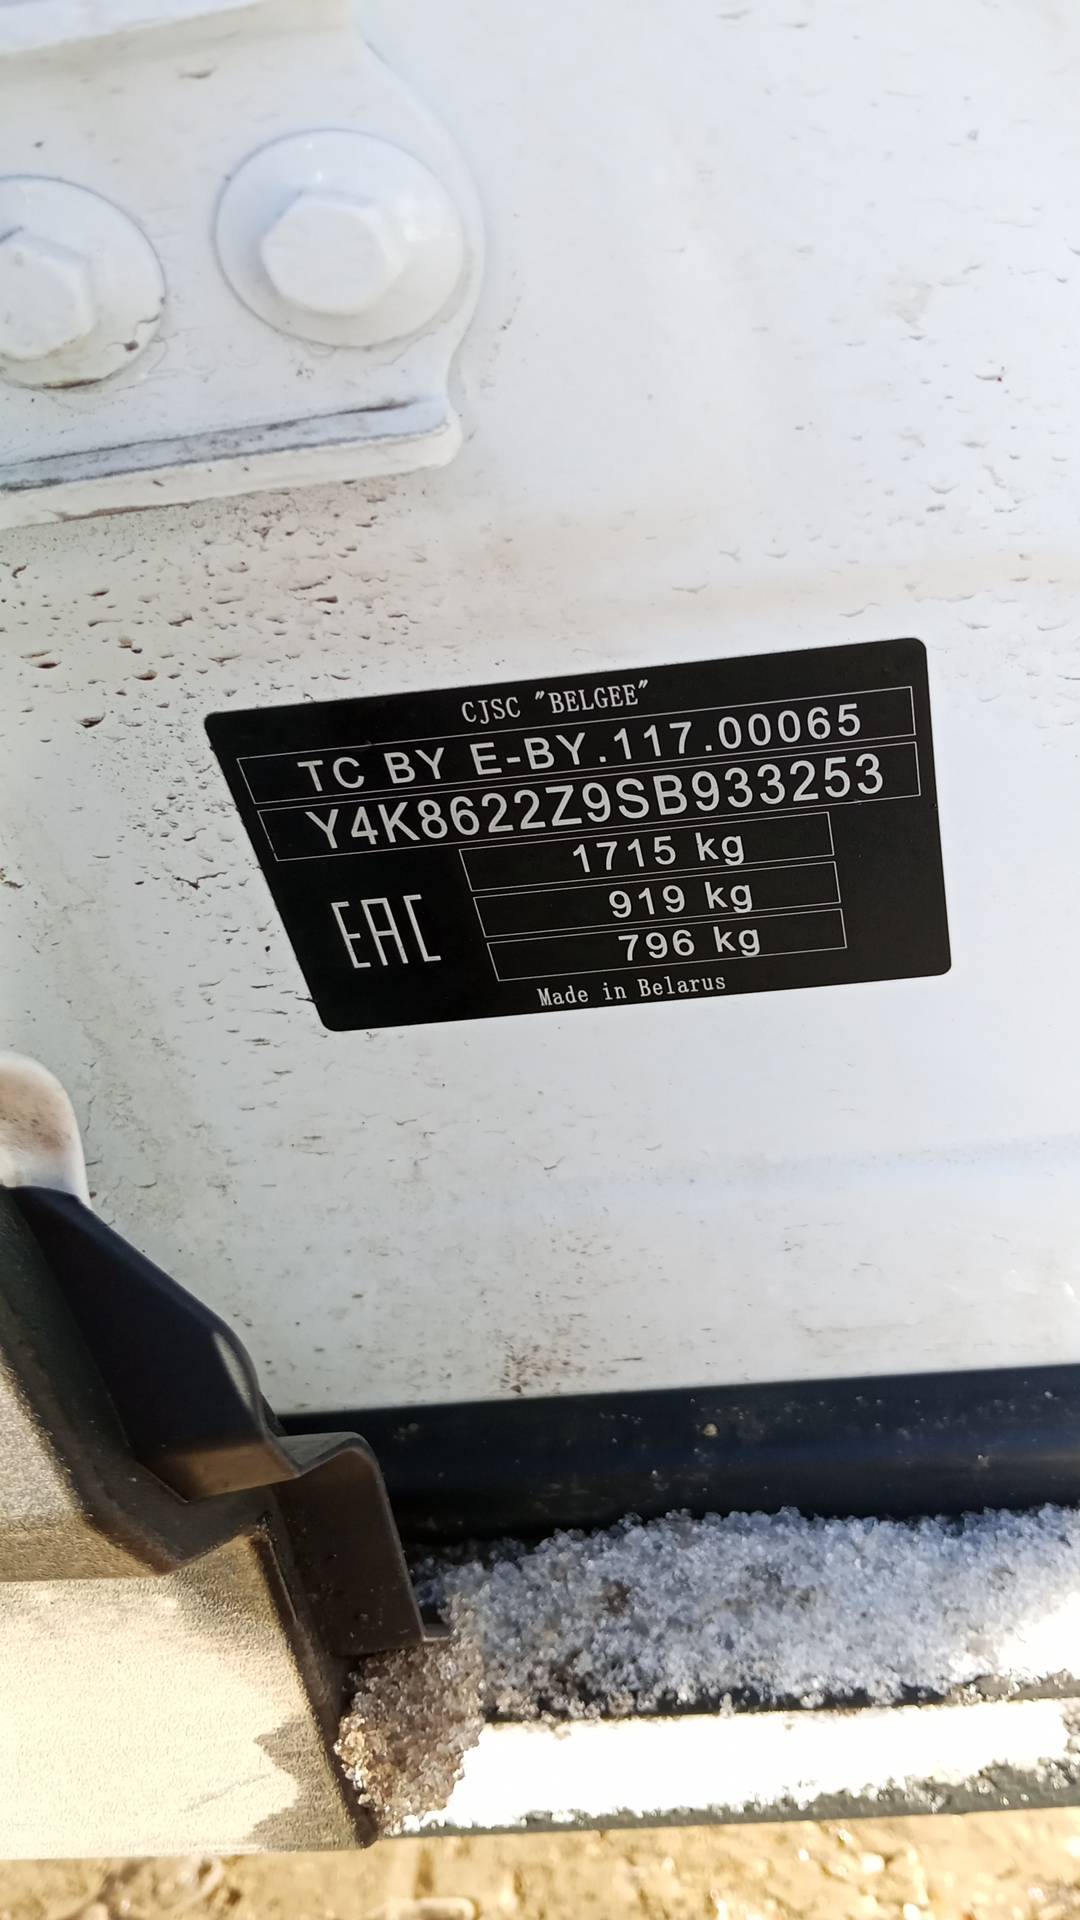 CJSC "BELGEE"
TC BY E-BY.117.00065
Y4K8622Z9SB933253
1715 kg
919 kg
796 kg
EAC
Made in Belarus